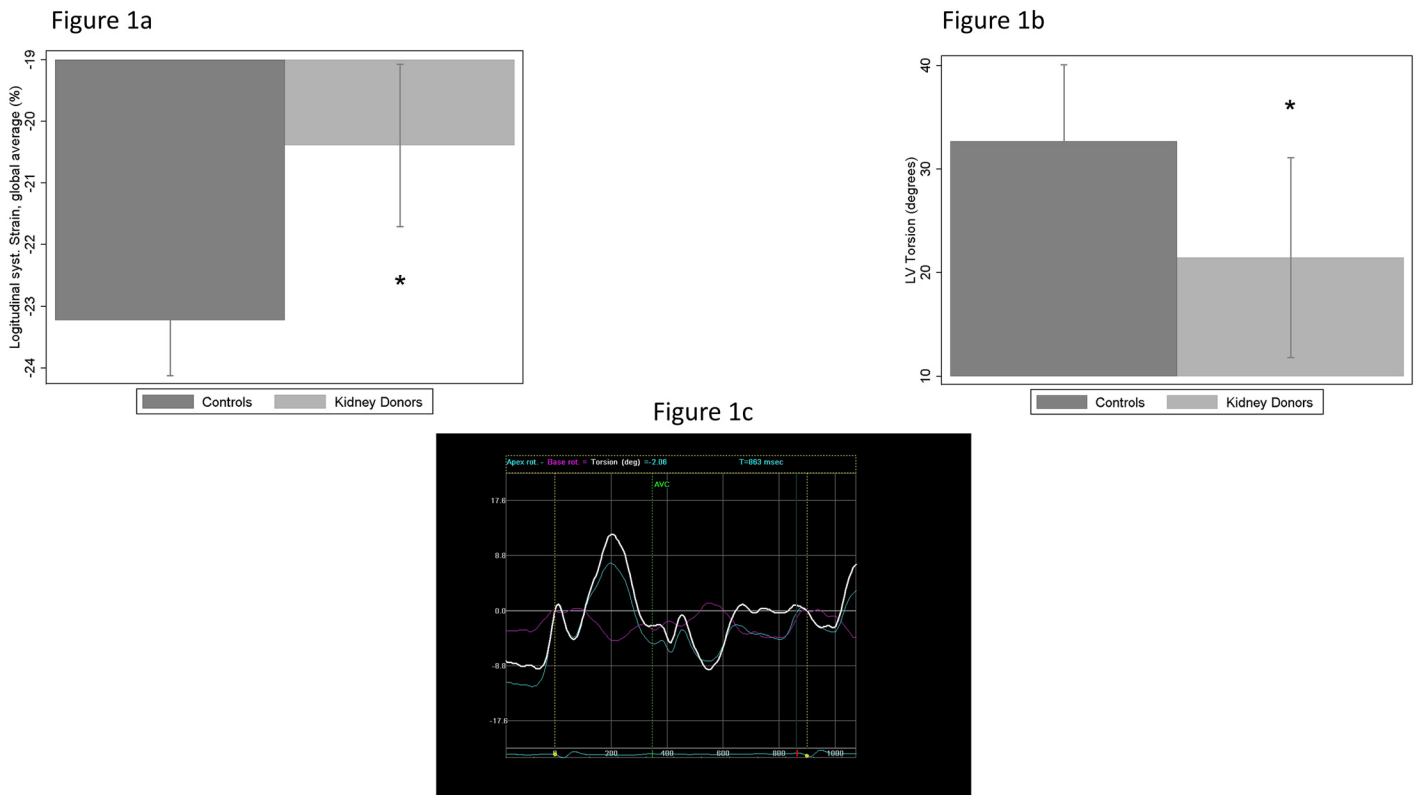 Figure 1a
Logitudinal syst. Strain, global average (%)
-19
-20
-21
-22
-23
-24
*
Controls
Kidney Donors
Figure 1b
LV Torsion (degrees)
40
30
20
10
*
Controls
Kidney Donors
Figure 1c
Apex rot. - Base rot. = Torsion (deg) =-2.06 T=863 msec
AVC
17.6
8.8
0.0
-8.8
-17.6
200 400 600 800 1000